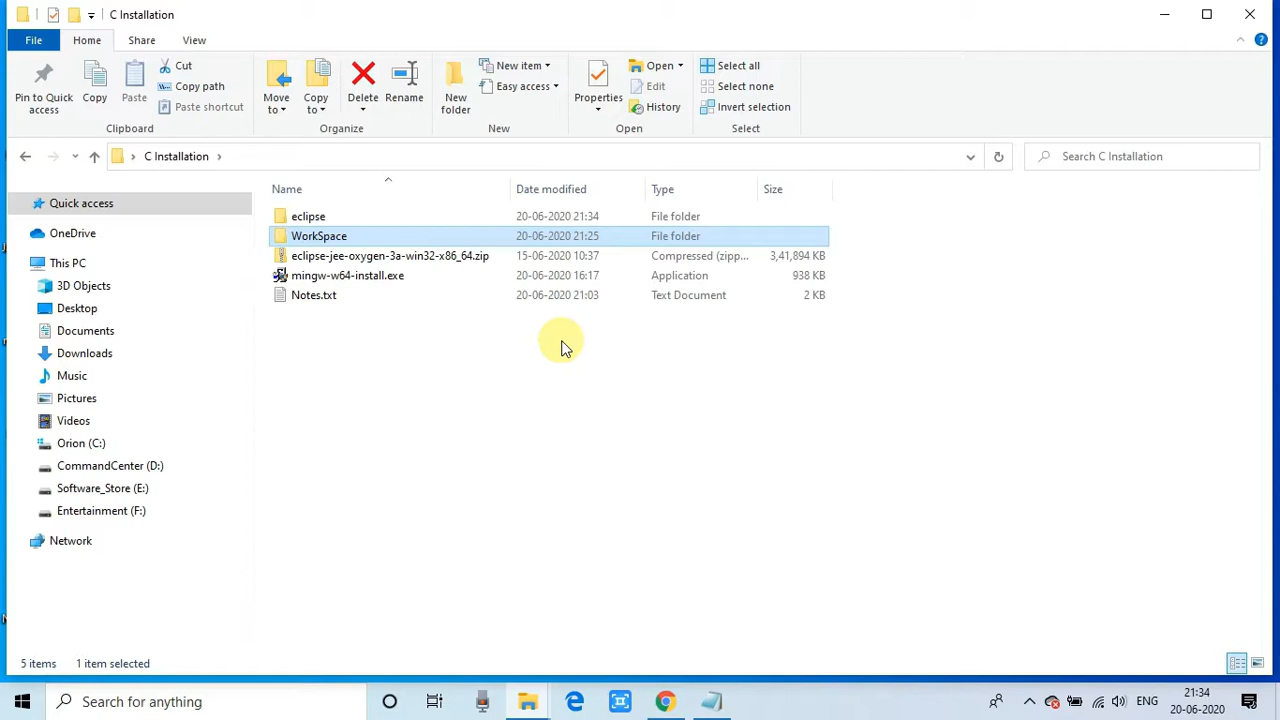 C Installation
File Home Share View
Pin to Quick access
Copy
Paste
Cut
Copy path
Paste shortcut
Clipboard
Move to
Copy to
Delete
Rename
Organize
New folder
New item
Easy access
New
Properties
Open
Edit
History
Open
Select all
Select none
Invert selection
Select
C Installation
Search C Installation
Name Date modified Type Size
eclipse 20-06-2020 21:34 File folder
WorkSpace 20-06-2020 21:25 File folder
eclipse-jee-oxygen-3a-win32-x86_64.zip 15-06-2020 10:37 Compressed (zipp... 3,41,894 KB
mingw-w64-install.exe 20-06-2020 16:17 Application 938 KB
Notes.txt 20-06-2020 21:03 Text Document 2 KB
Quick access
OneDrive
This PC
3D Objects
Desktop
Documents
Downloads
Music
Pictures
Videos
Orion (C:)
CommandCenter (D:)
Software_Store (E:)
Entertainment (F:)
Network
5 items 1 item selected
Search for anything
ENG
21:34
20-06-2020